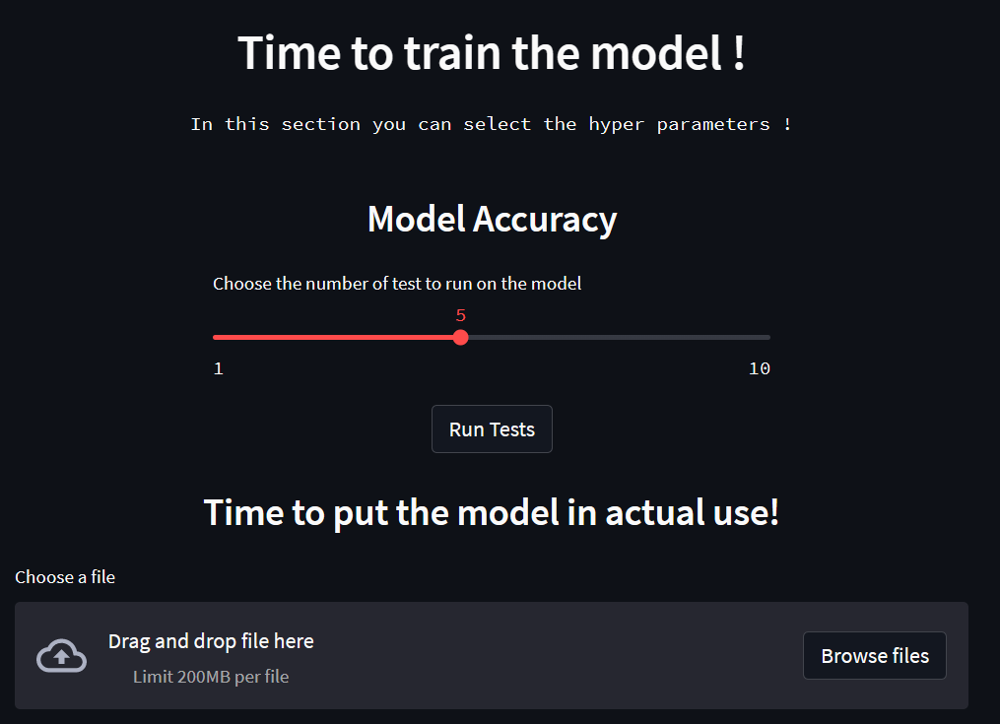 Time to train the model !
In this section you can select the hyper parameters !
Model Accuracy
Choose the number of test to run on the model
5
1
10
Run Tests
Time to put the model in actual use!
Choose a file
Drag and drop file here
Limit 200MB per file
Browse files